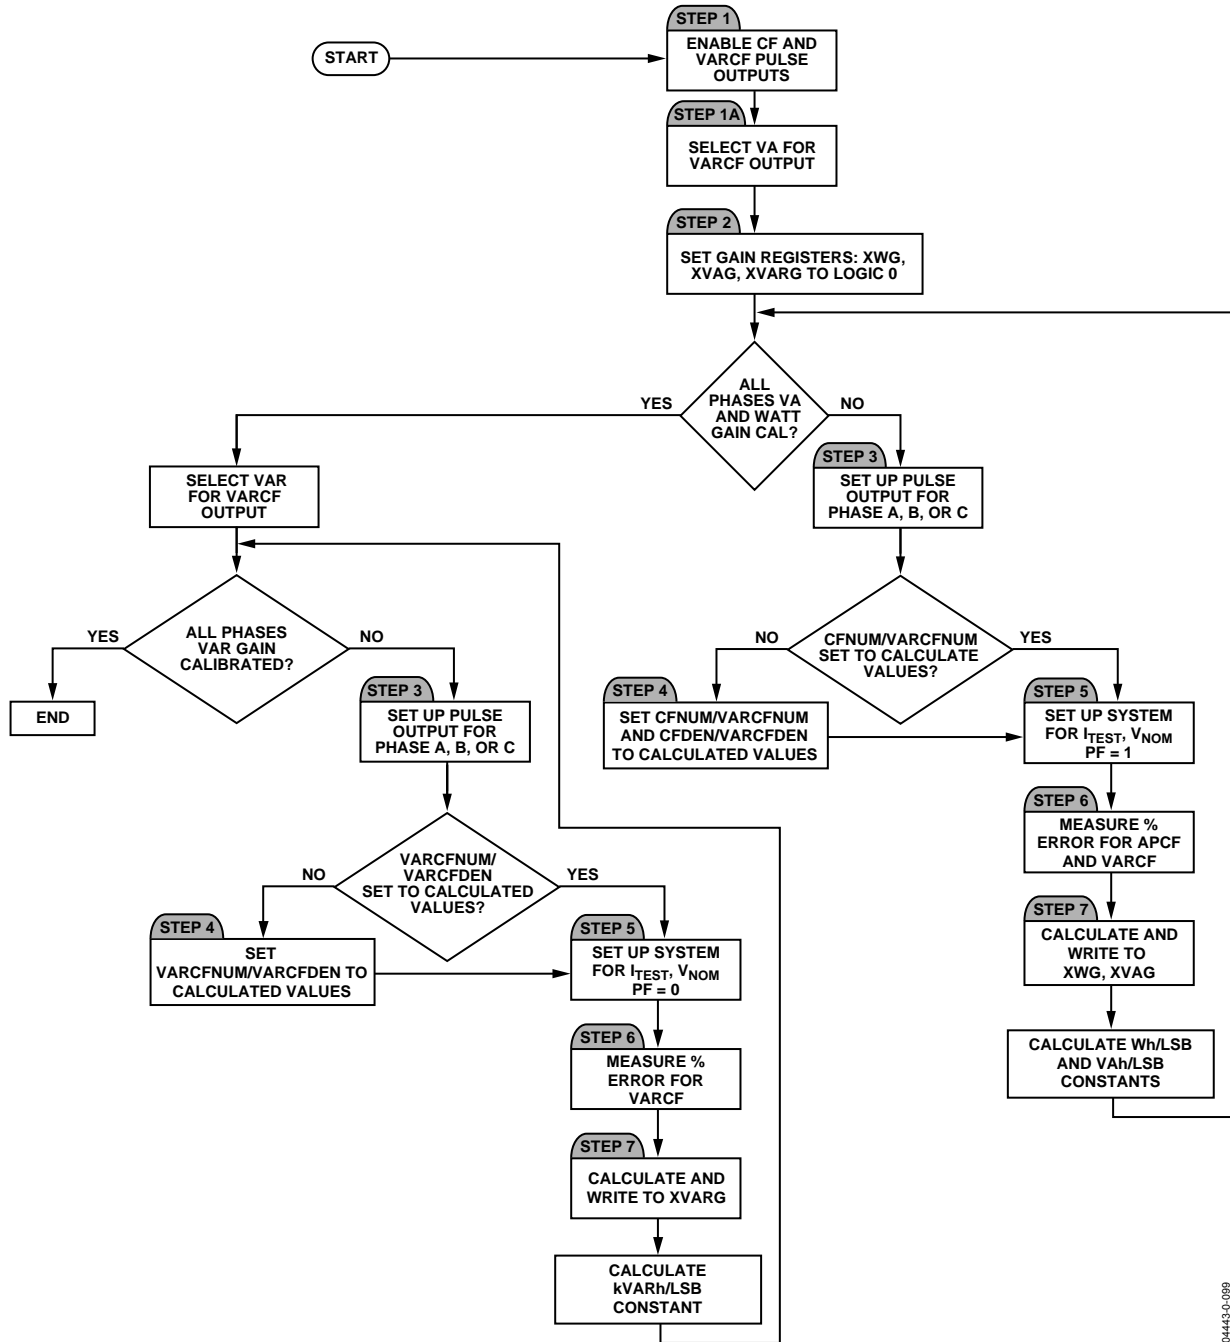 STEP 1
START
ENABLE CF AND
VARCF PULSE
OUTPUTS
STEP 1A
SELECT VA FOR
VARCF OUTPUT
STEP 2
SET GAIN REGISTERS: XWG,
XVAG, XVARG TO LOGIC 0
ALL
PHASES VA
AND WATT
GAIN CAL?
YES
NO
SELECT VAR
FOR VARCF
OUTPUT
STEP 3
SET UP PULSE
OUTPUT FOR
PHASE A, B, OR C
ALL PHASES
VAR GAIN
CALIBRATED?
YES
NO
END
CFNUM/VARCFNUM
SET TO CALCULATE
VALUES?
NO
YES
STEP 3
SET UP PULSE
OUTPUT FOR
PHASE A, B, OR C
STEP 4
SET CFNUM/VARCFNUM
AND CFDEN/VARCFDEN
TO CALCULATED VALUES
STEP 5
SET UP SYSTEM
FOR ITEST, VNOM
PF = 1
STEP 6
MEASURE %
ERROR FOR APCF
AND VARCF
VARCFNUM/
VARCFDEN
SET TO CALCULATED
VALUES?
NO
YES
STEP 4
SET
VARCFNUM/VARCFDEN TO
CALCULATED VALUES
STEP 5
SET UP SYSTEM
FOR ITEST, VNOM
PF = 0
STEP 7
CALCULATE AND
WRITE TO
XWG, XVAG
STEP 6
MEASURE %
ERROR FOR
VARCF
CALCULATE Wh/LSB
AND VAh/LSB
CONSTANTS
STEP 7
CALCULATE AND
WRITE TO XVARG
CALCULATE
kVARh/LSB
CONSTANT
04443-0-099